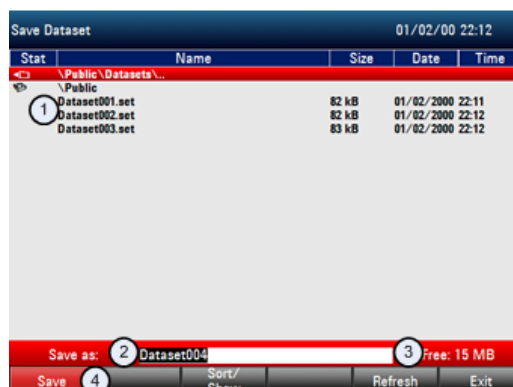 Save Dataset 01/02/00 22:12
Stat Name Size Date Time
\Public\Datasets\..
\Public
1 Dataset001.set 82 kB 01/02/2000 22:11
Dataset002.set 82 kB 01/02/2000 22:12
Dataset003.set 83 kB 01/02/2000 22:12
Save as: 2 Dataset004 3 Free: 15 MB
Save 4 Sort/ Refresh Exit
Show